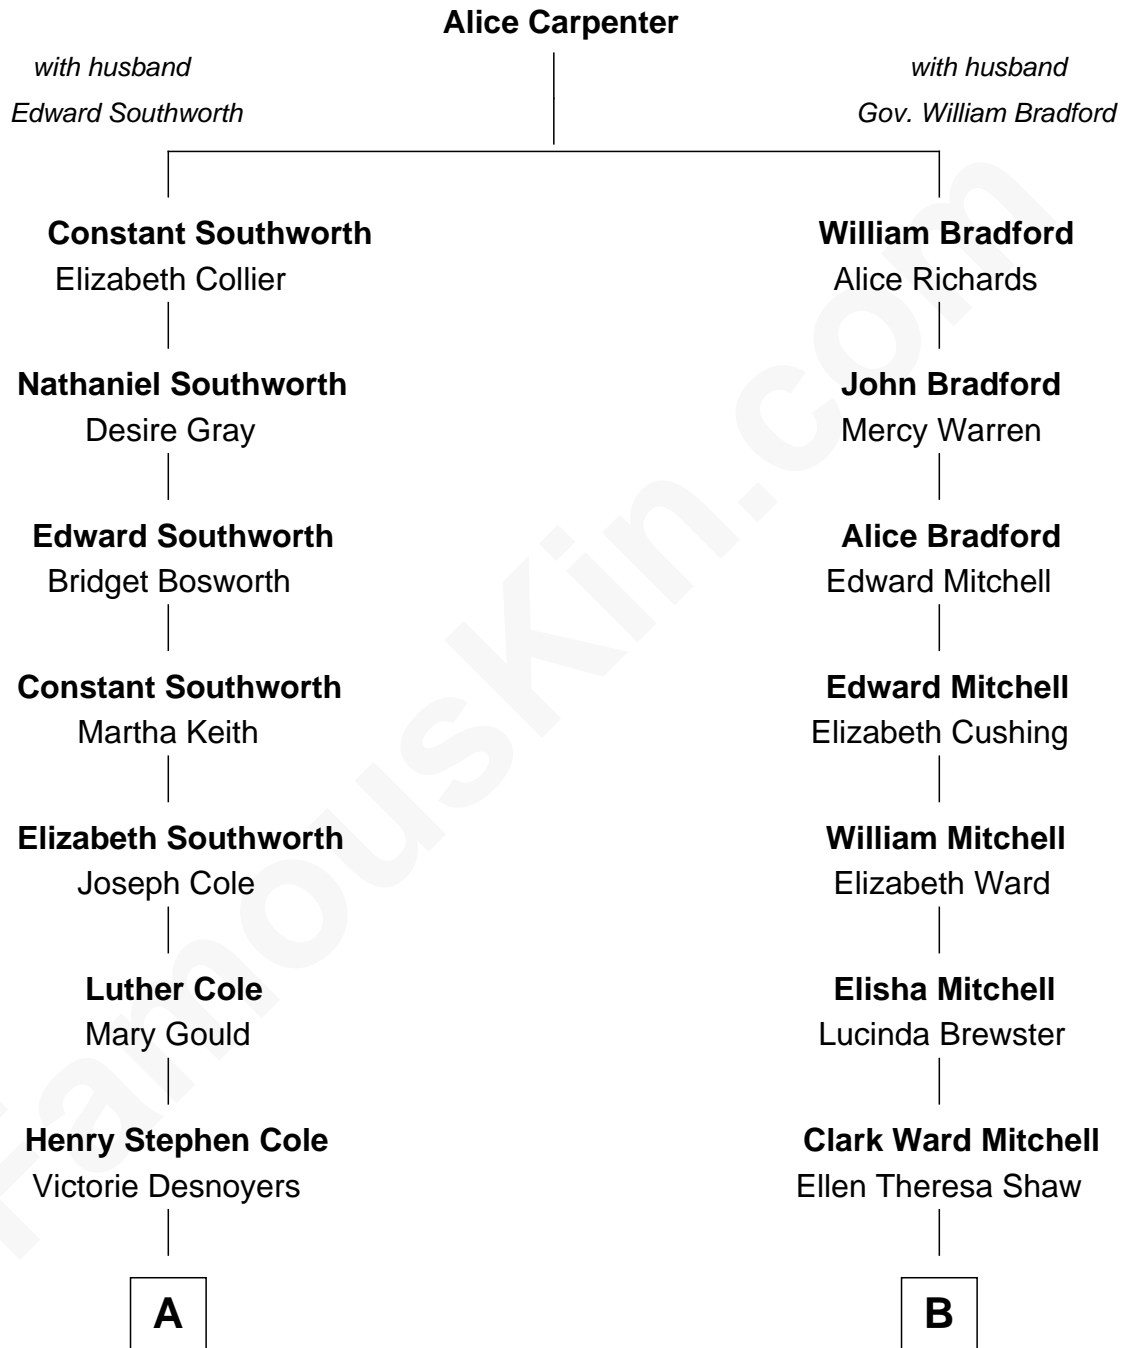 Alice Carpenter
with husband
Edward Southworth
with husband
Gov. William Bradford
Constant Southworth
Elizabeth Collier
William Bradford
Alice Richards
Nathaniel Southworth
Desire Gray
John Bradford
Mercy Warren
Edward Southworth
Bridget Bosworth
Alice Bradford
Edward Mitchell
Constant Southworth
Martha Keith
Edward Mitchell
Elizabeth Cushing
Elizabeth Southworth
Joseph Cole
William Mitchell
Elizabeth Ward
Luther Cole
Mary Gould
Elisha Mitchell
Lucinda Brewster
Henry Stephen Cole
Victorie Desnoyers
Clark Ward Mitchell
Ellen Theresa Shaw
A
B
FamousKin.com